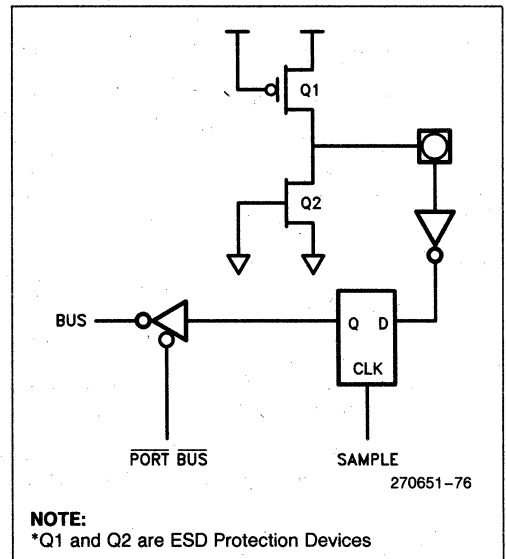 Q1
Q2
BUS
Q D
CLK
PORT BUS
SAMPLE
270651-76
NOTE:
*Q1 and Q2 are ESD Protection Devices